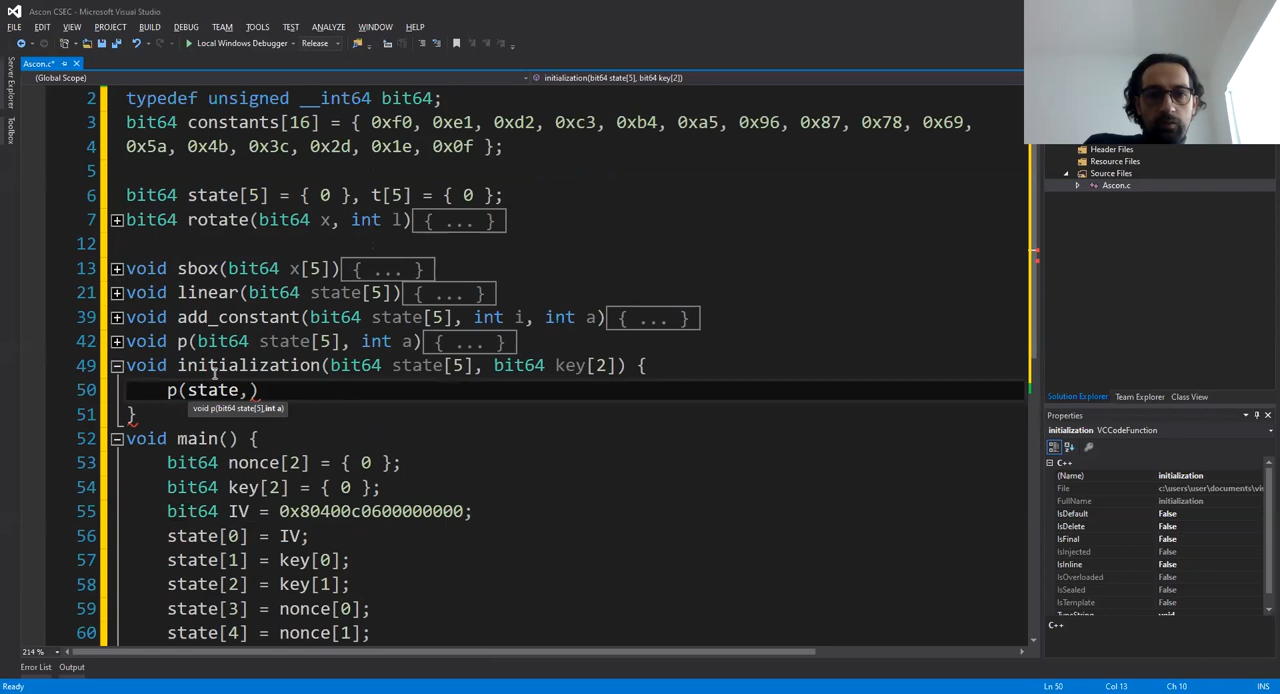 Ascon CSEC - Microsoft Visual Studio
FILE EDIT VIEW PROJECT BUILD DEBUG TEAM TOOLS TEST ANALYZE WINDOW HELP
Local Windows Debugger Release
Ascon.c*
(Global Scope) initialization(bit64 state[5], bit64 key[2])
Server Explorer
Toolbox
2 typedef unsigned __int64 bit64;
3 bit64 constants[16] = { 0xf0, 0xe1, 0xd2, 0xc3, 0xb4, 0xa5, 0x96, 0x87, 0x78, 0x69,
4 0x5a, 0x4b, 0x3c, 0x2d, 0x1e, 0x0f };
5
6 bit64 state[5] = { 0 }, t[5] = { 0 };
7 bit64 rotate(bit64 x, int l){ ... }
12
13 void sbox(bit64 x[5]){ ... }
21 void linear(bit64 state[5]){ ... }
39 void add_constant(bit64 state[5], int i, int a){ ... }
42 void p(bit64 state[5], int a){ ... }
49 void initialization(bit64 state[5], bit64 key[2]) {
50 p(state,)
void p(bit64 state[5],int a)
51 }
52 void main() {
53 bit64 nonce[2] = { 0 };
54 bit64 key[2] = { 0 };
55 bit64 IV = 0x80400c0600000000;
56 state[0] = IV;
57 state[1] = key[0];
58 state[2] = key[1];
59 state[3] = nonce[0];
60 state[4] = nonce[1];
214 %
Header Files
Resource Files
Source Files
Ascon.c
Solution Explorer Team Explorer Class View
Properties
initialization VCCodeFunction
C++
(Name) initialization
File c:\users\user\documents\vi
FullName initialization
IsDefault False
IsDelete False
IsFinal False
IsInjected False
IsInline False
IsOverloaded False
IsSealed False
IsTemplate False
C++
Error List Output
Ready Ln 50 Col 13 Ch 10 INS